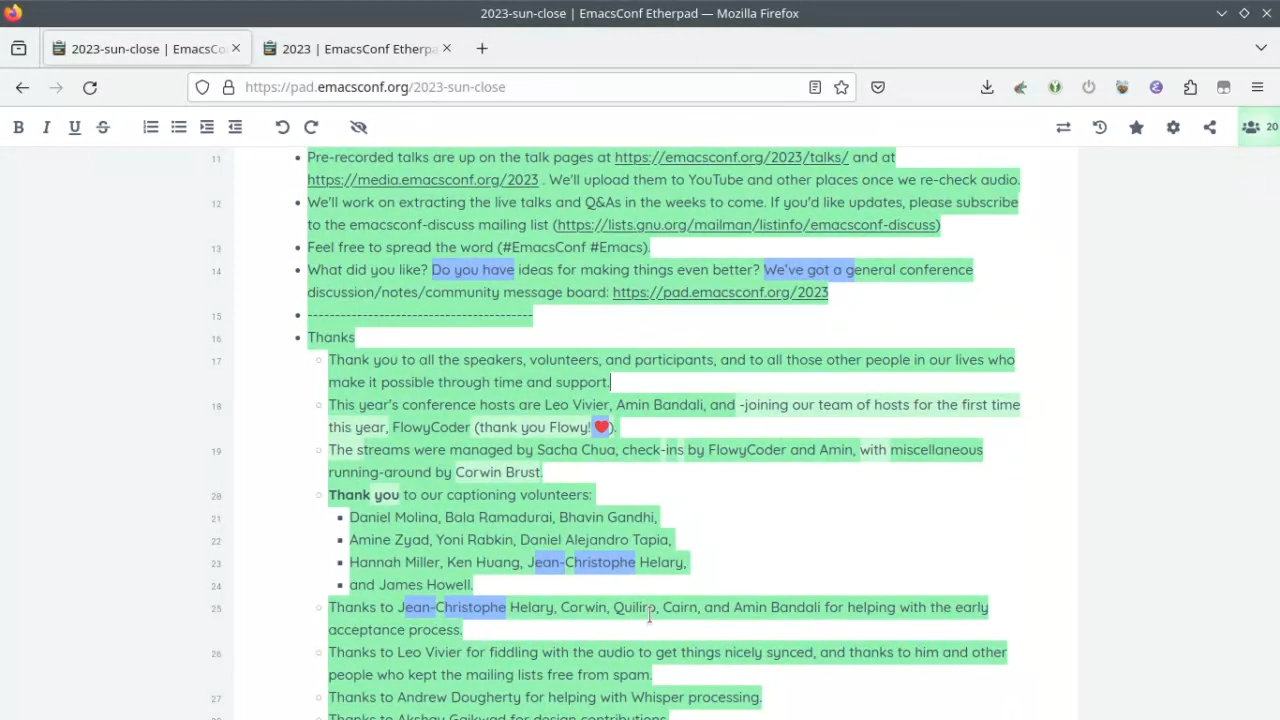 2023-sun-close | EmacsConf Etherpad — Mozilla Firefox
2023-sun-close | EmacsCo
2023 | EmacsConf Etherpa
https://pad.emacsconf.org/2023-sun-close
B I U S
20
11 Pre-recorded talks are up on the talk pages at https://emacsconf.org/2023/talks/ and at
https://media.emacsconf.org/2023 . We'll upload them to YouTube and other places once we re-check audio.
12 We'll work on extracting the live talks and Q&As in the weeks to come. If you'd like updates, please subscribe
to the emacsconf-discuss mailing list (https://lists.gnu.org/mailman/listinfo/emacsconf-discuss)
13 Feel free to spread the word (#EmacsConf #Emacs).
14 What did you like? Do you have ideas for making things even better? We've got a general conference
discussion/notes/community message board: https://pad.emacsconf.org/2023
15 ----------------------------------------
16 Thanks
17 Thank you to all the speakers, volunteers, and participants, and to all those other people in our lives who
make it possible through time and support.
18 This year's conference hosts are Leo Vivier, Amin Bandali, and -joining our team of hosts for the first time
this year, FlowyCoder (thank you Flowy!❤️).
19 The streams were managed by Sacha Chua, check-ins by FlowyCoder and Amin, with miscellaneous
running-around by Corwin Brust.
20 Thank you to our captioning volunteers:
21 Daniel Molina, Bala Ramadurai, Bhavin Gandhi,
22 Amine Zyad, Yoni Rabkin, Daniel Alejandro Tapia,
23 Hannah Miller, Ken Huang, Jean-Christophe Helary,
24 and James Howell.
25 Thanks to Jean-Christophe Helary, Corwin, Quiliro, Cairn, and Amin Bandali for helping with the early
acceptance process.
26 Thanks to Leo Vivier for fiddling with the audio to get things nicely synced, and thanks to him and other
people who kept the mailing lists free from spam.
27 Thanks to Andrew Dougherty for helping with Whisper processing.
28 Thanks to Akshay Gaikwad for design contributions.